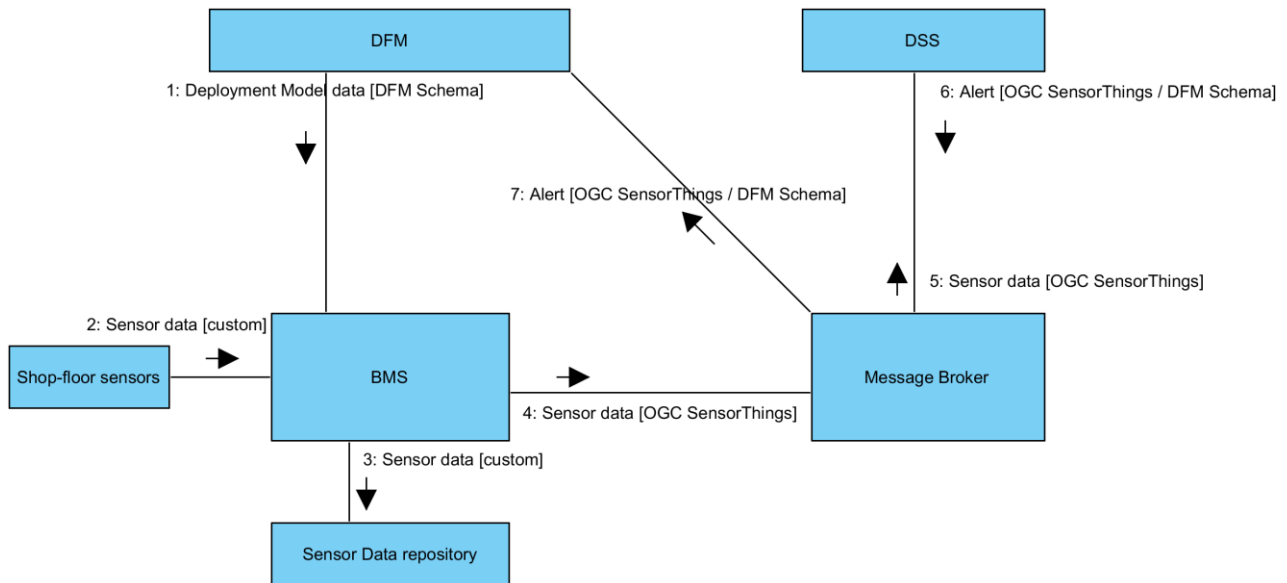 DFM
DSS
1: Deployment Model data [DFM Schema]
6: Alert [OGC SensorThings / DFM Schema]
7: Alert [OGC SensorThings / DFM Schema]
5: Sensor data [OGC SensorThings]
2: Sensor data [custom]
Shop-floor sensors
BMS
Message Broker
4: Sensor data [OGC SensorThings]
3: Sensor data [custom]
Sensor Data repository